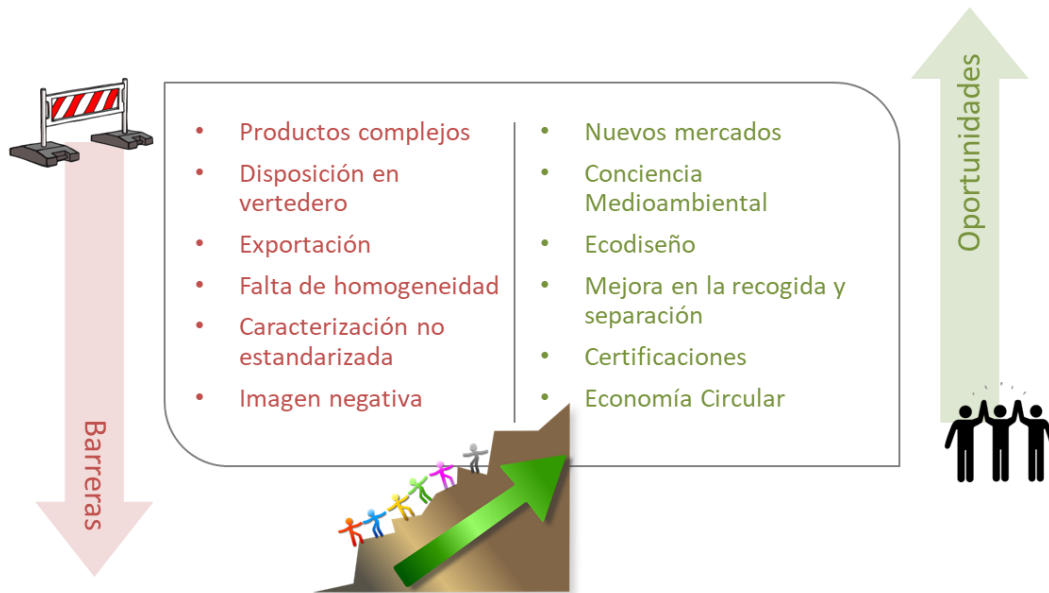 • Productos complejos
• Disposición en
vertedero
• Exportación
• Falta de homogeneidad
• Caracterización no
estandarizada
• Imagen negativa
• Nuevos mercados
• Conciencia
Medioambiental
• Ecodiseño
• Mejora en la recogida y
separación
• Certificaciones
• Economía Circular
Barreras
Oportunidades